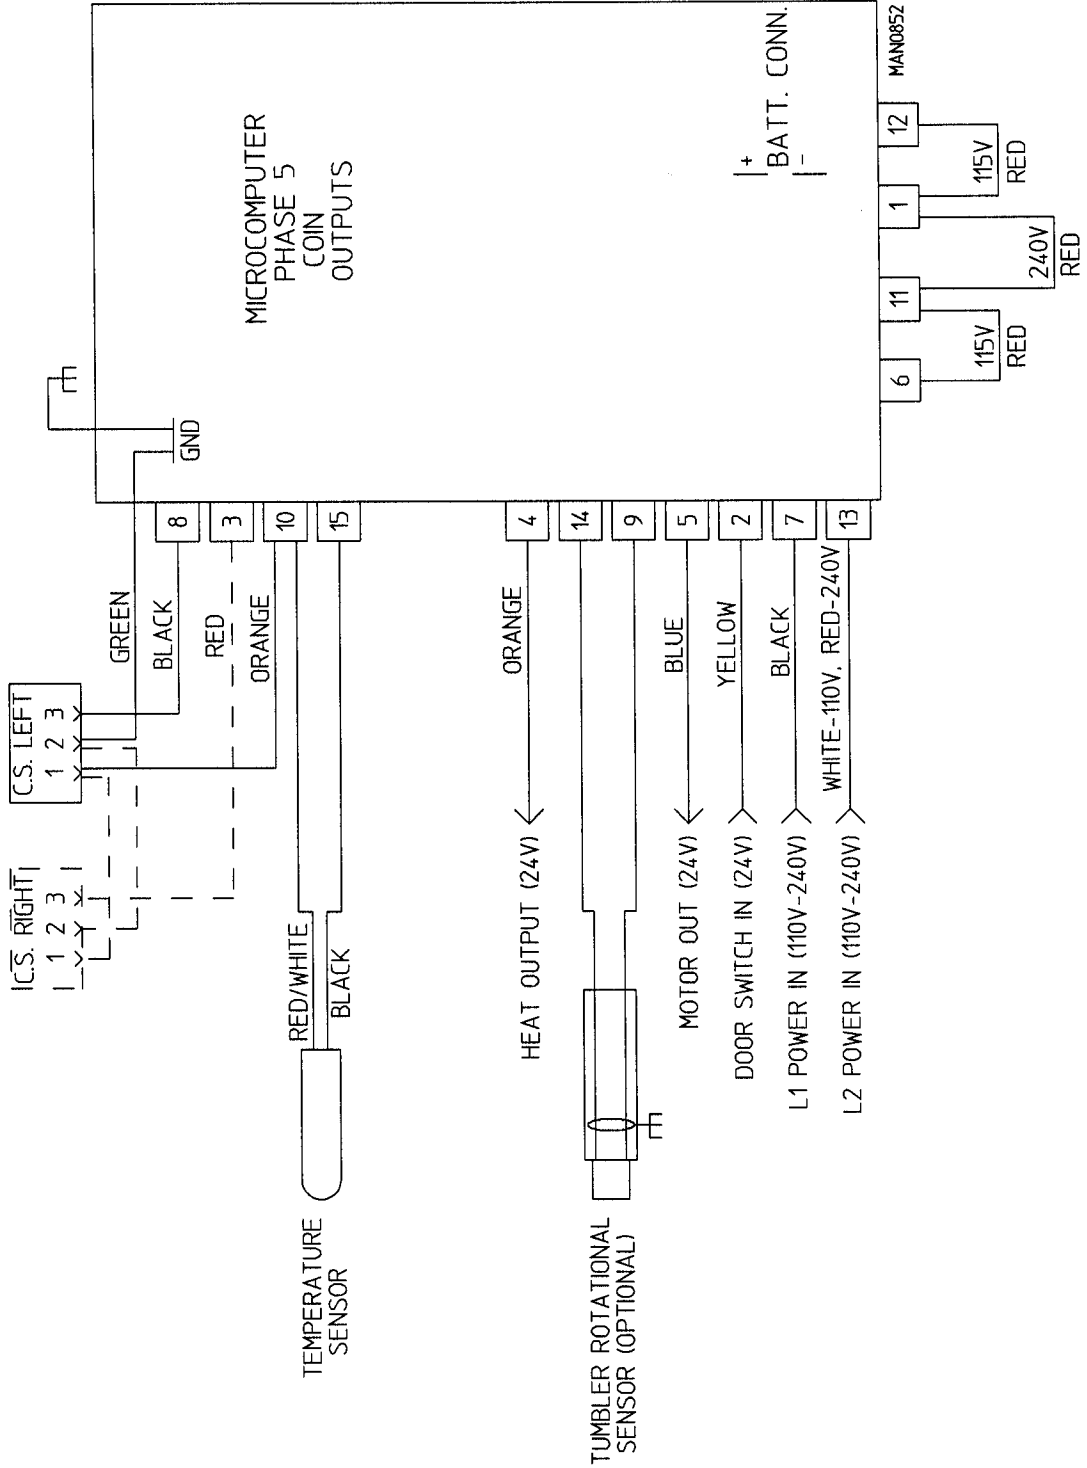 C.S. RIGHT
1 2 3
C.S. LEFT
1 2 3
GREEN
BLACK
RED
ORANGE
GND
8
3
10
15
MICROCOMPUTER
PHASE 5
COIN
OUTPUTS
RED/WHITE
BLACK
TEMPERATURE
SENSOR
HEAT OUTPUT (24V)
ORANGE
4
14
9
TUMBLER ROTATIONAL
SENSOR (OPTIONAL)
MOTOR OUT (24V)
BLUE
5
DOOR SWITCH IN (24V)
YELLOW
2
L1 POWER IN (110V-240V)
BLACK
7
L2 POWER IN (110V-240V)
WHITE-110V, RED-240V
13
+
BATT. CONN.
-
6
11
1
12
115V
RED
240V
RED
115V
RED
MAN0852